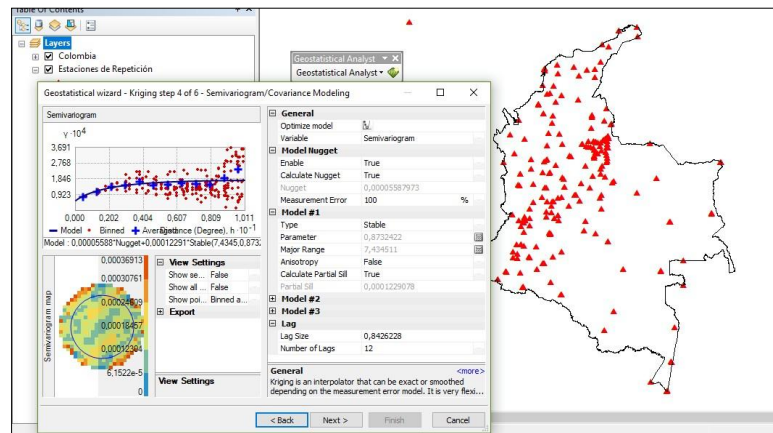 Table Of Contents
Layers
Colombia
Estaciones de Repetición
Geostatistical Analyst
Geostatistical Analyst
Geostatistical wizard - Kriging step 4 of 6 - Semivariogram/Covariance Modeling
Semivariogram
γ·10⁴
3,691
2,768
1,846
0,923
0,000 0,202 0,404 0,607 0,809 1,011
Model Binned Average Distance (Degree), h ·10⁻¹
Model : 0.00005588*Nugget+0.00012291*Stable(7,4345,0,8732
Semivariogram map
0,00036913
0,00030761
0,00024609
0,00018457
0,00012304
6,1522e-5
0
View Settings
Show se... False
Show all ... False
Show poi... Binned a...
Export
View Settings
General
Optimize model
Variable Semivariogram
Model Nugget
Enable True
Calculate Nugget True
Nugget 0,00005587973
Measurement Error 100 %
Model #1
Type Stable
Parameter 0,8732422
Major Range 7,434511
Anisotropy False
Calculate Partial Sill True
Partial Sill 0,0001229078
Model #2
Model #3
Lag
Lag Size 0,8426228
Number of Lags 12
General <more>
Kriging is an interpolator that can be exact or smoothed
depending on the measurement error model. It is very flexi...
< Back Next > Finish Cancel